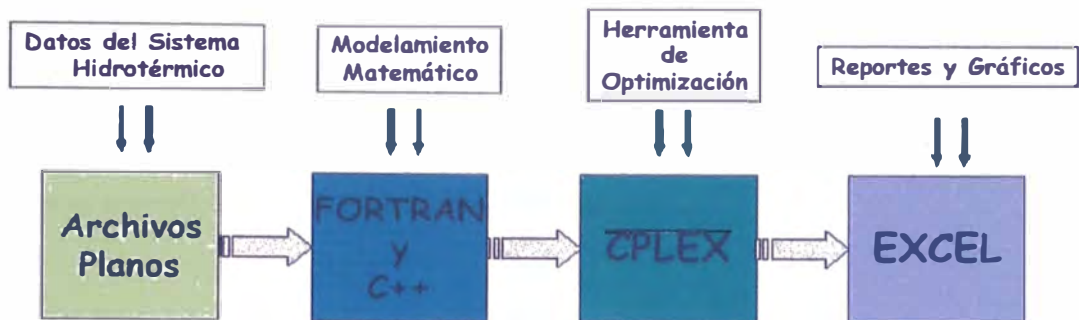 Datos del Sistema
Hidrotérmico
Modelamiento
Matemático
Herramienta
de
Optimización
Reportes y Gráficos
Archivos
Planos
FORTRAN
y
C++
CPLEX
EXCEL